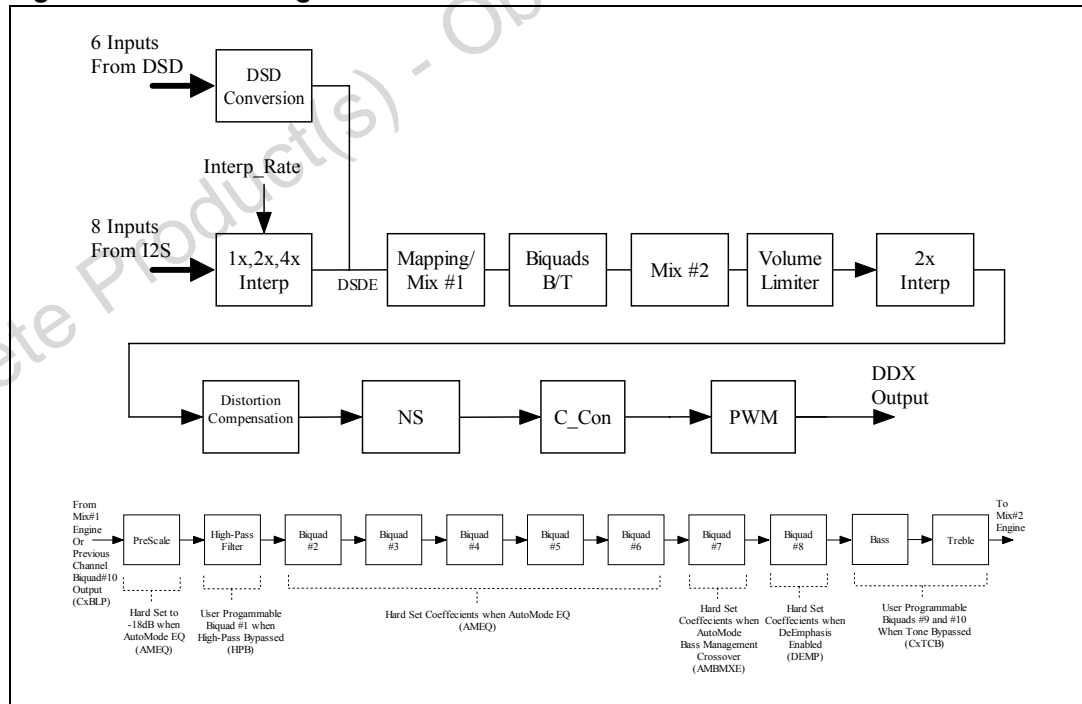 6 Inputs
From DSD
DSD
Conversion
Interp_Rate
8 Inputs
From I2S
1x,2x,4x
Interp
DSDE
Mapping/
Mix #1
Biquads
B/T
Mix #2
Volume
Limiter
2x
Interp
Distortion
Compensation
NS
C_Con
PWM
DDX
Output
From
Mix#1
Engine
Or
Previous
Channel
Biquad#10
Output
(CxBLP)
PreScale
High-Pass
Filter
Biquad
#2
Biquad
#3
Biquad
#4
Biquad
#5
Biquad
#6
Biquad
#7
Biquad
#8
Bass
Treble
To
Mix#2
Engine
Hard Set to
-18dB when
AutoMode EQ
(AMEQ)
User Progammable
Biquad #1 when
High-Pass Bypassed
(HPB)
Hard Set Coeffecients when AutoMode EQ
(AMEQ)
Hard Set
Coeffecients when
AutoMode
Bass Management
Crossover
(AMBMXE)
Hard Set
Coeffecients when
DeEmphasis
Enabled
(DEMP)
User Programmable
Biquads #9 and #10
When Tone Bypassed
(CxTCB)
ete Product(s) - Ob